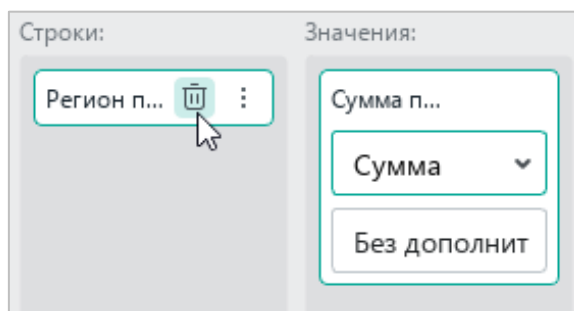 Строки:
Значения:
Регион п...
Сумма п...
Сумма
Без дополнит